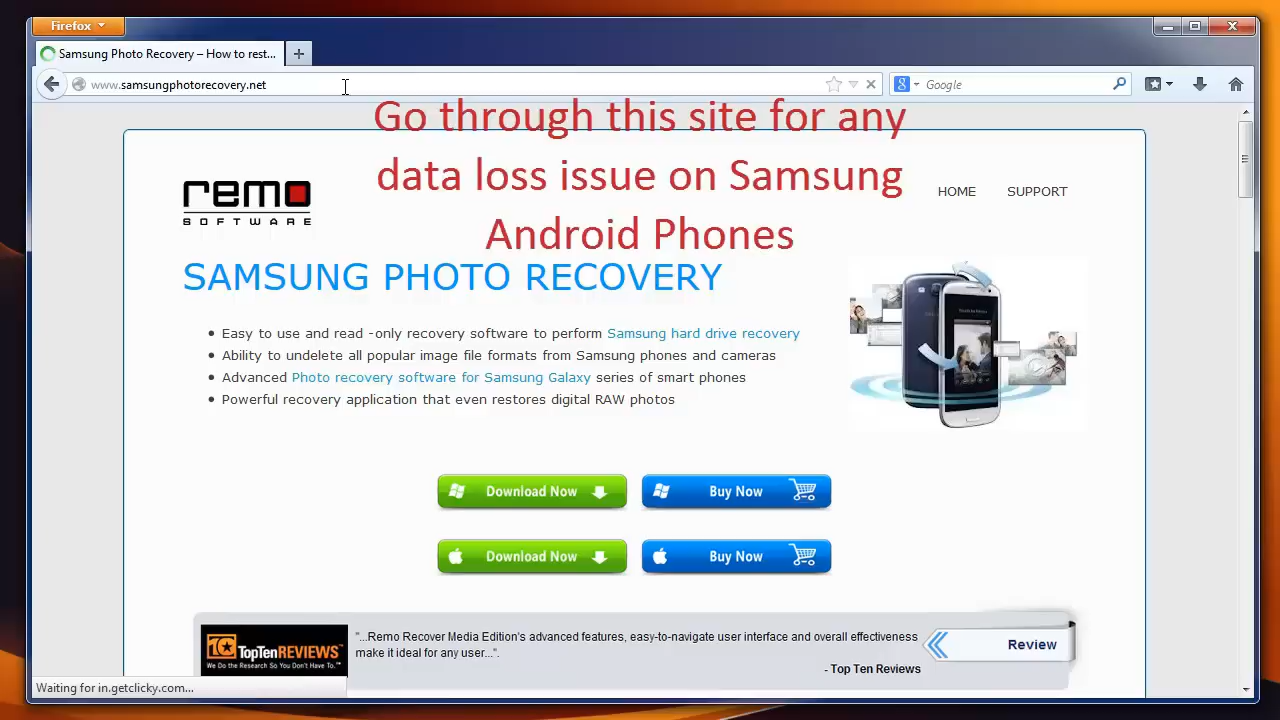 Firefox
Samsung Photo Recovery – How to rest...
www.samsungphotorecovery.net
Google
Go through this site for any
data loss issue on Samsung
Android Phones
remo
SOFTWARE
HOME
SUPPORT
SAMSUNG PHOTO RECOVERY
Easy to use and read -only recovery software to perform Samsung hard drive recovery
Ability to undelete all popular image file formats from Samsung phones and cameras
Advanced Photo recovery software for Samsung Galaxy series of smart phones
Powerful recovery application that even restores digital RAW photos
Download Now
Buy Now
Download Now
Buy Now
TopTenREVIEWS
We Do the Research So You Don't Have To.™
"...Remo Recover Media Edition's advanced features, easy-to-navigate user interface and overall effectiveness
make it ideal for any user...".
- Top Ten Reviews
Review
Waiting for in.getclicky.com...